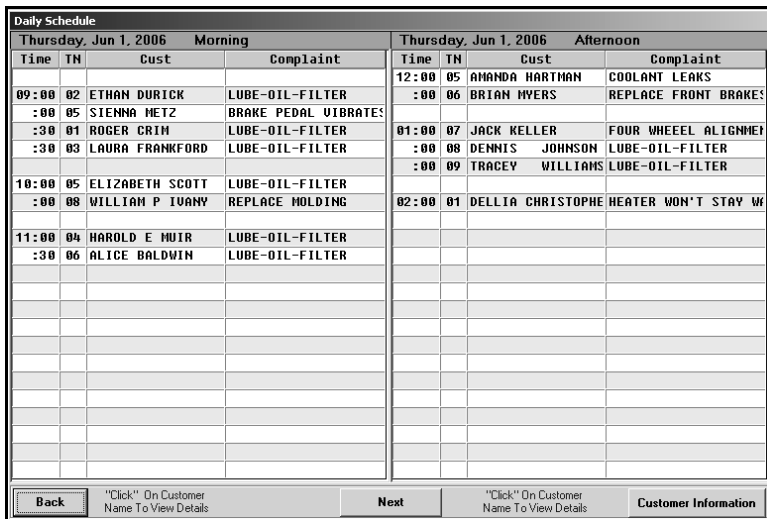 Daily Schedule
Thursday, Jun 1, 2006 Morning
Time TN Cust Complaint
09:00 02 ETHAN DURICK LUBE-OIL-FILTER
:00 05 SIENNA METZ BRAKE PEDAL VIBRATES
:30 01 ROGER CRIM LUBE-OIL-FILTER
:30 03 LAURA FRANKFORD LUBE-OIL-FILTER
10:00 05 ELIZABETH SCOTT LUBE-OIL-FILTER
:00 08 WILLIAM P IVANY REPLACE MOLDING
11:00 04 HAROLD E MUIR LUBE-OIL-FILTER
:30 06 ALICE BALDWIN LUBE-OIL-FILTER
Thursday, Jun 1, 2006 Afternoon
Time TN Cust Complaint
12:00 05 AMANDA HARTMAN COOLANT LEAKS
:00 06 BRIAN MYERS REPLACE FRONT BRAKES
01:00 07 JACK KELLER FOUR WHEEEL ALIGNMEN
:00 08 DENNIS JOHNSON LUBE-OIL-FILTER
:00 09 TRACEY WILLIAMS LUBE-OIL-FILTER
02:00 01 DELLIA CHRISTOPHE HEATER WON'T STAY WA
Back
"Click" On Customer
Name To View Details
Next
"Click" On Customer
Name To View Details
Customer Information